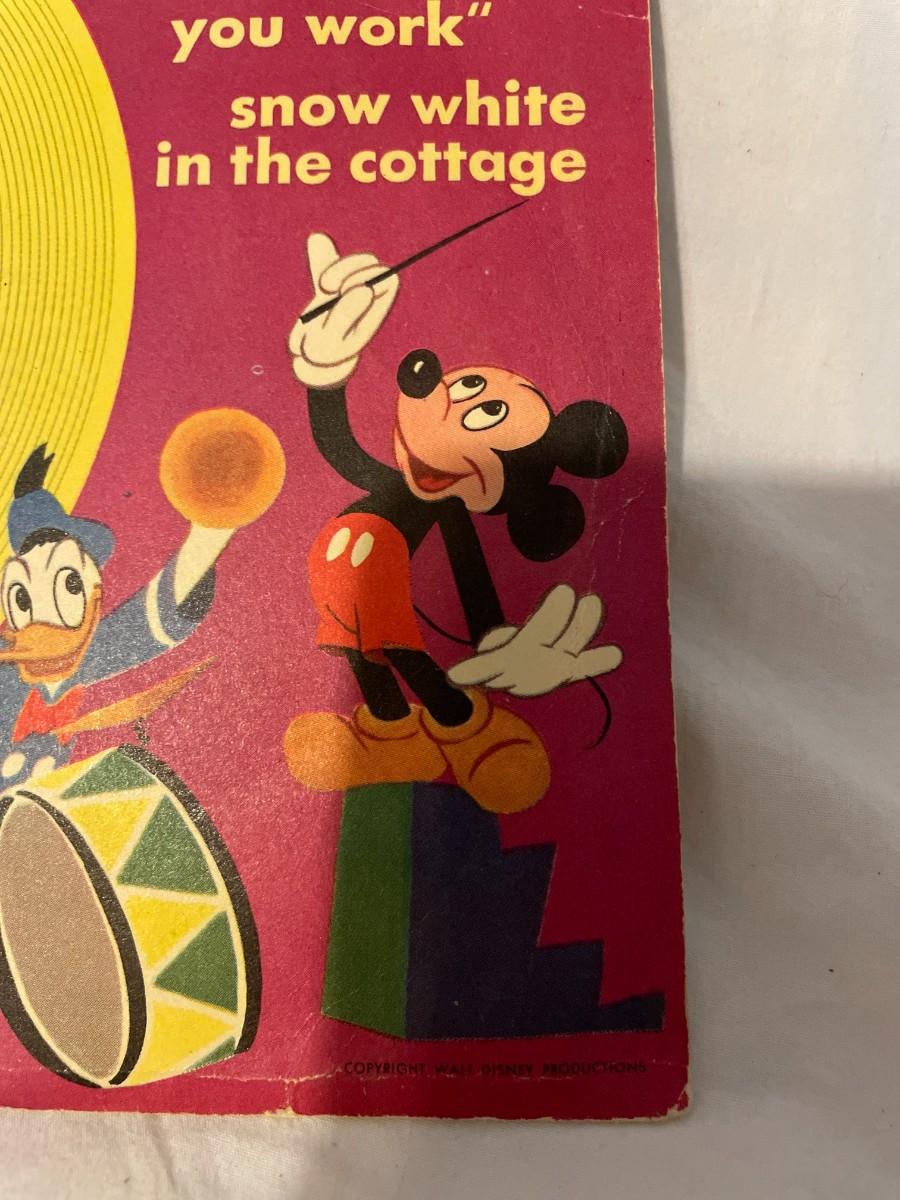 you work“
snow white
in the cottage
COPYRIGHT WALT DISNEY PRODUCTIONS